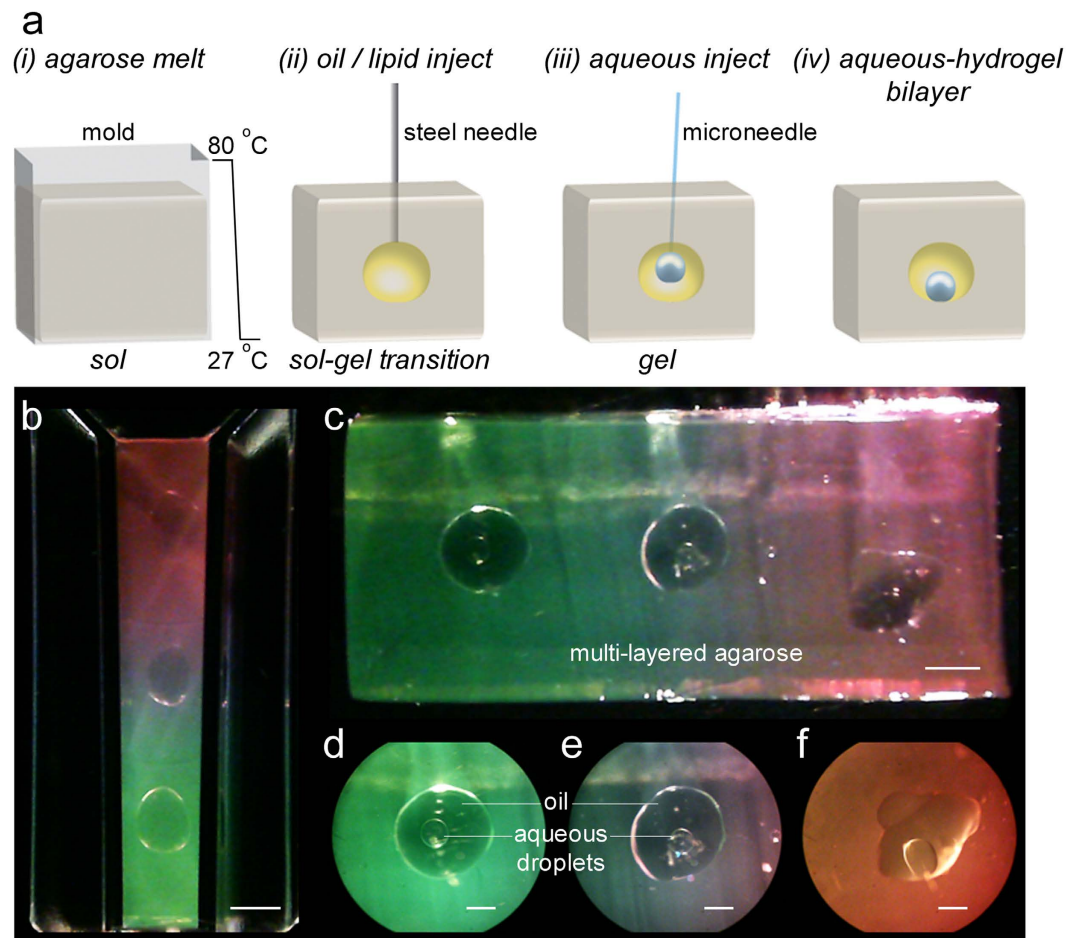 a
(i) agarose melt
(ii) oil / lipid inject
(iii) aqueous inject
(iv) aqueous-hydrogel
bilayer
mold
80 °C
steel needle
microneedle
sol
27 °C
sol-gel transition
gel
b
c
multi-layered agarose
d
e
f
oil
aqueous
droplets